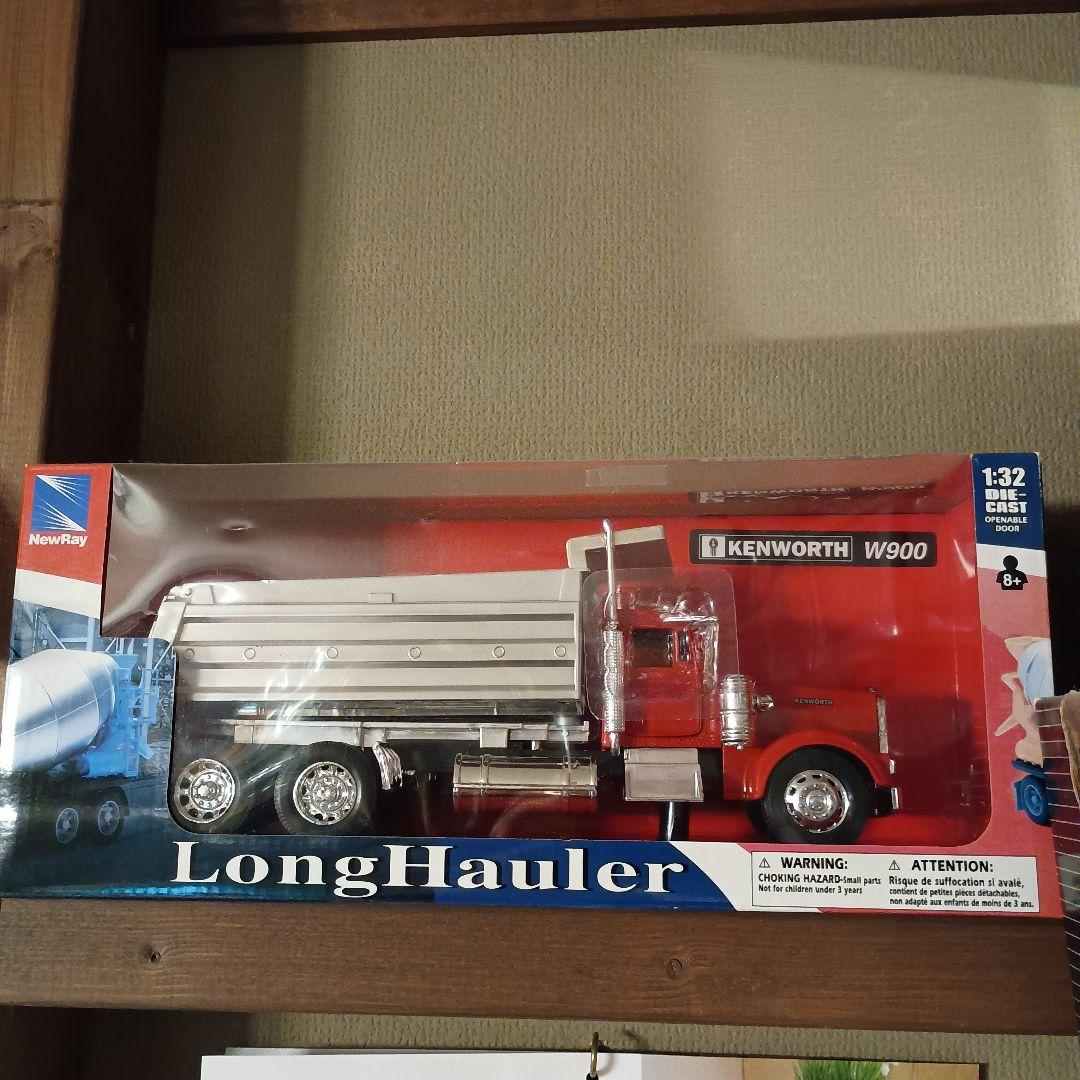 NewRay
KENWORTH W900
1:32
DIE-
CAST
OPENABLE
DOOR
8+
KENWORTH
LongHauler
WARNING:
CHOKING HAZARD-Small parts
Not for children under 3 years
ATTENTION:
Risque de suffocation si avalé,
contient de petites pièces détachables,
non adapté aux enfants de moins de 3 ans.